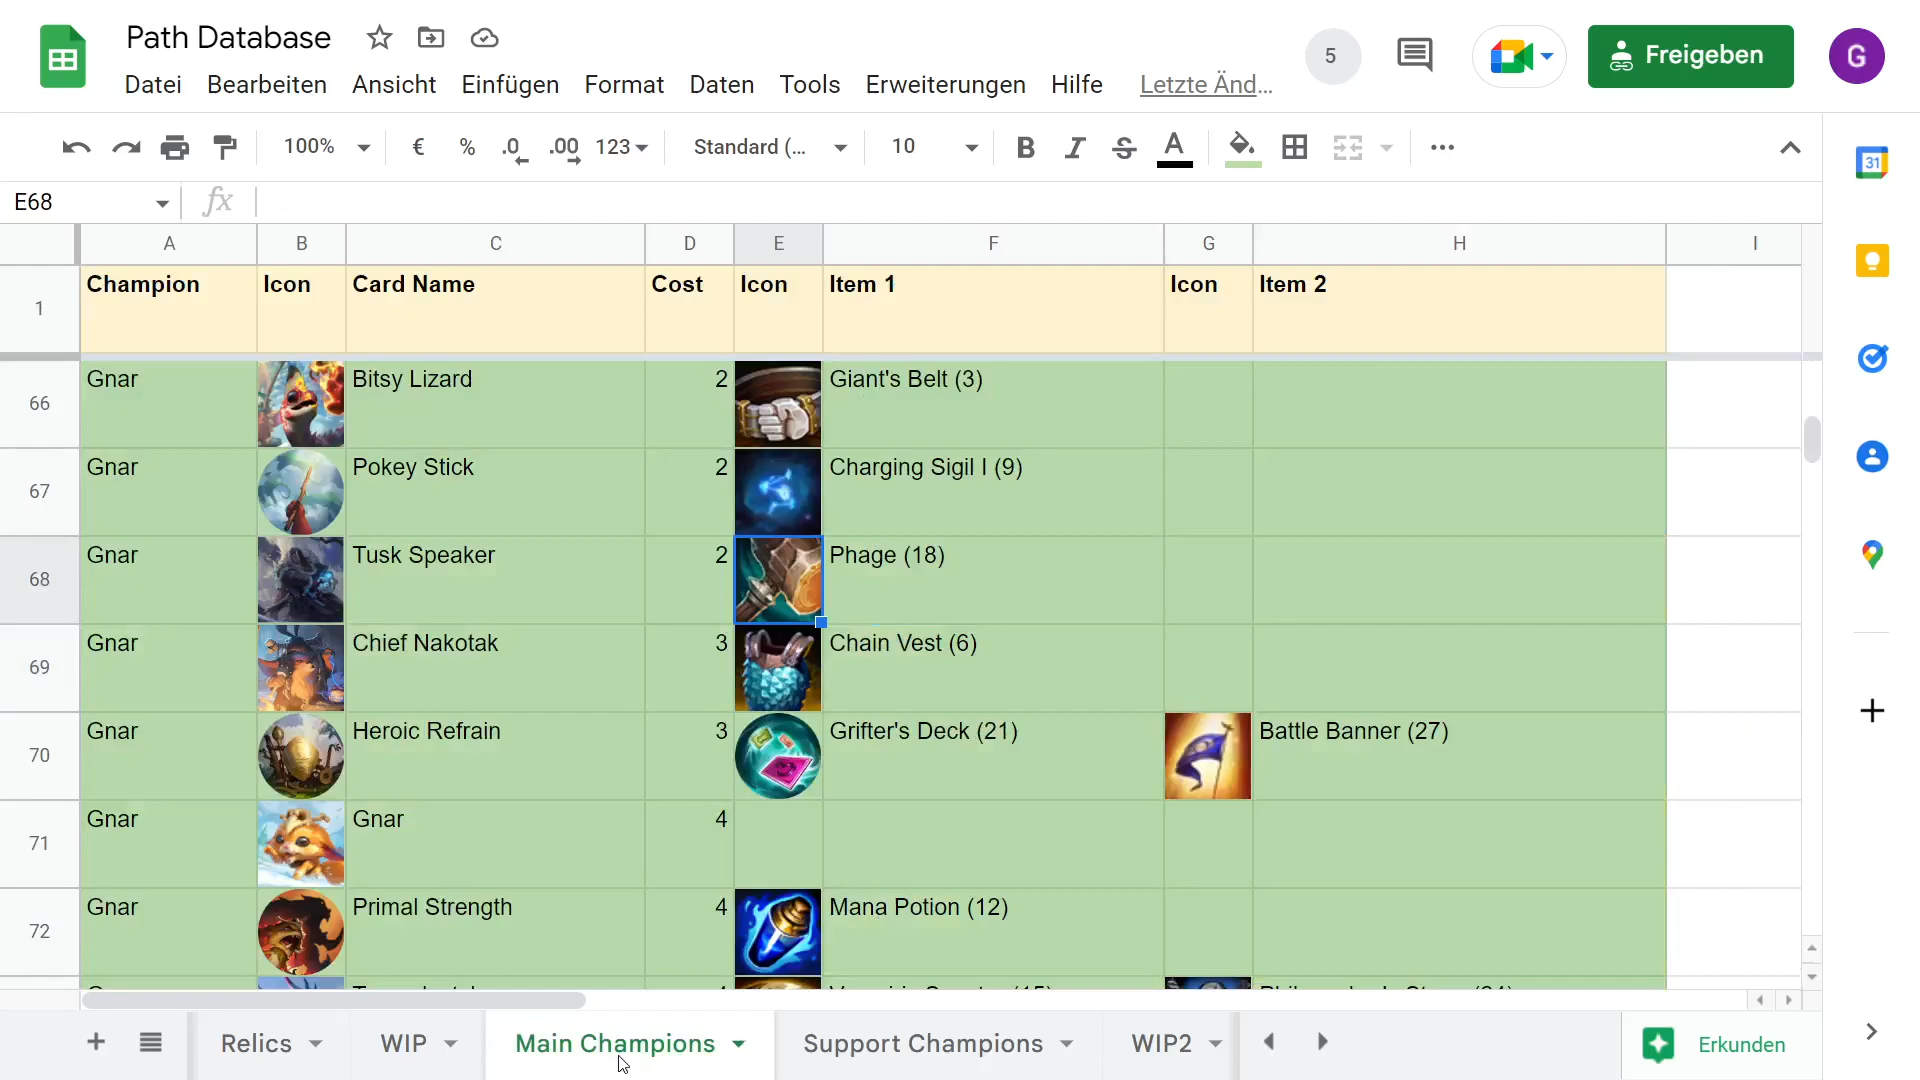 Path Database
5
Freigeben
G
Datei Bearbeiten Ansicht Einfügen Format Daten Tools Erweiterungen Hilfe Letzte Änd...
100% € % .0 .00 123 Standard (... 10 B I S A
31
E68 fx
A B C D E F G H I
1 Champion Icon Card Name Cost Icon Item 1 Icon Item 2
66 Gnar Bitsy Lizard 2 Giant's Belt (3)
67 Gnar Pokey Stick 2 Charging Sigil I (9)
68 Gnar Tusk Speaker 2 Phage (18)
69 Gnar Chief Nakotak 3 Chain Vest (6)
70 Gnar Heroic Refrain 3 Grifter's Deck (21) Battle Banner (27)
71 Gnar Gnar 4
72 Gnar Primal Strength 4 Mana Potion (12)
Relics WIP Main Champions Support Champions WIP2 Erkunden